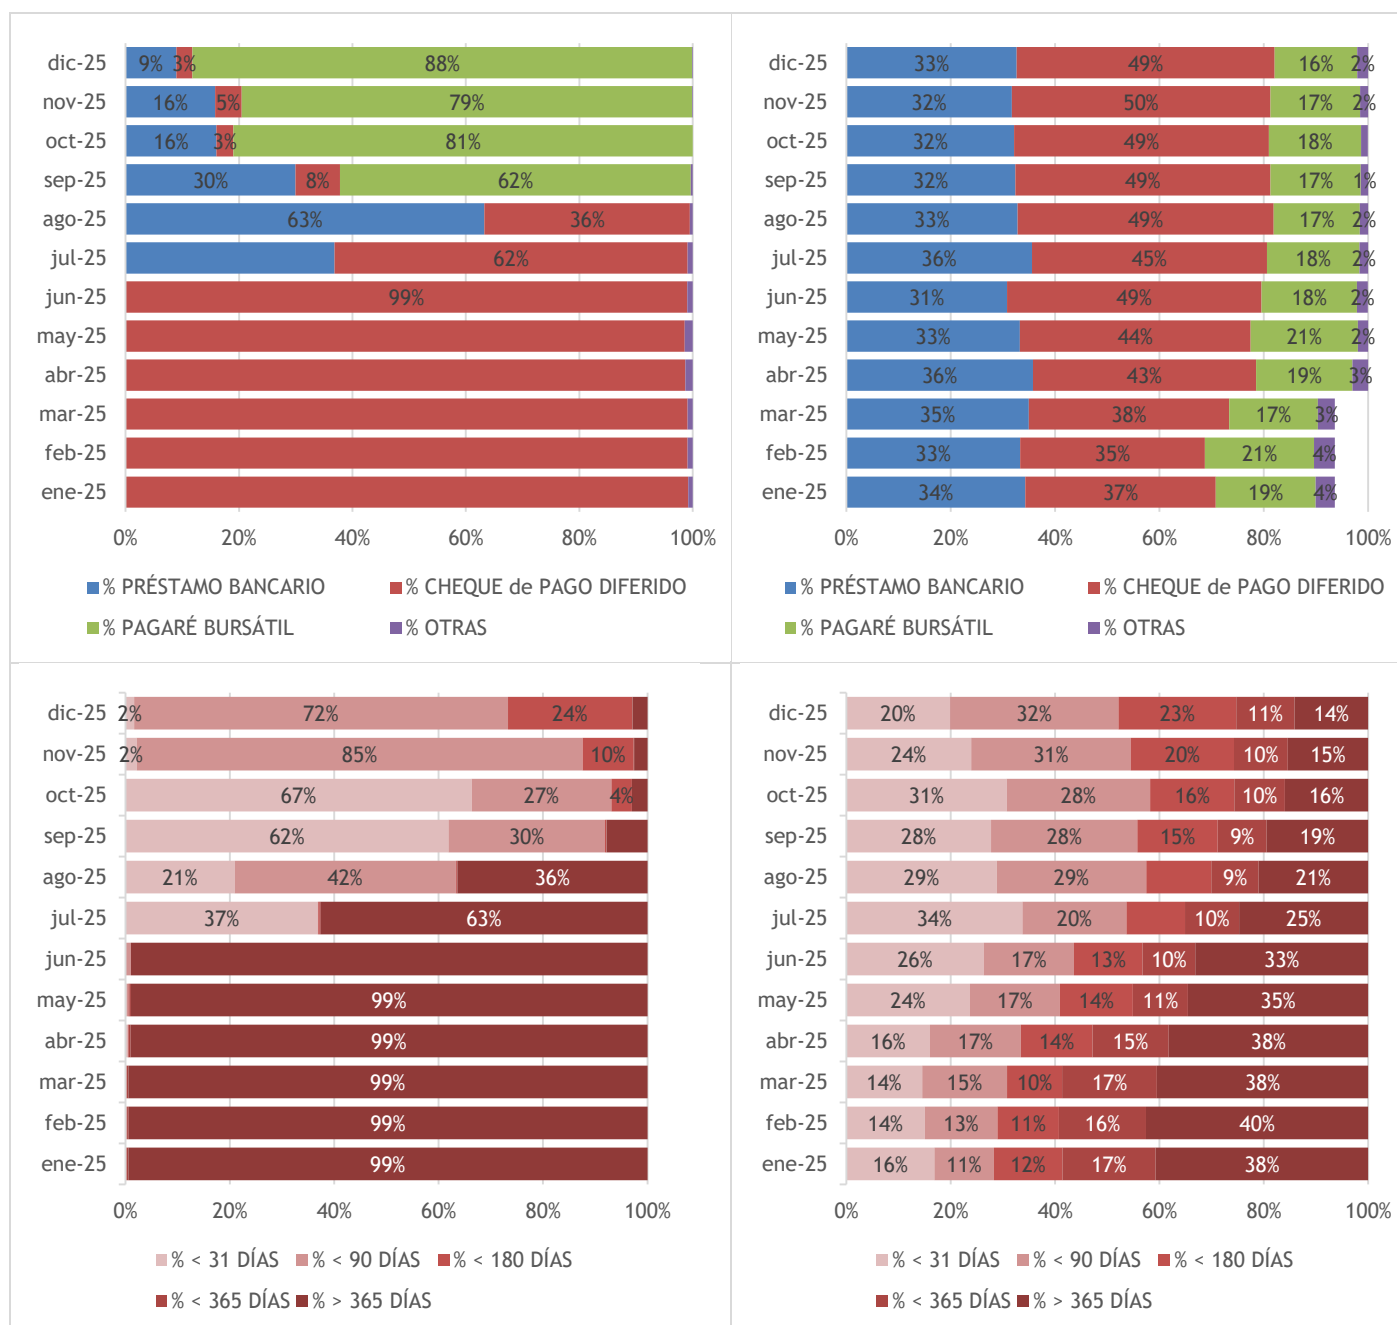 dic-25 9% 3% 88%
nov-25 16% 5% 79%
oct-25 16% 3% 81%
sep-25 30% 8% 62%
ago-25 63% 36%
jul-25 62%
jun-25 99%
may-25
abr-25
mar-25
feb-25
ene-25
0% 20% 40% 60% 80% 100%
% PRÉSTAMO BANCARIO % CHEQUE de PAGO DIFERIDO
% PAGARÉ BURSÁTIL % OTRAS
dic-25 33% 49% 16% 2%
nov-25 32% 50% 17% 2%
oct-25 32% 49% 18%
sep-25 32% 49% 17% 1%
ago-25 33% 49% 17% 2%
jul-25 36% 45% 18% 2%
jun-25 31% 49% 18% 2%
may-25 33% 44% 21% 2%
abr-25 36% 43% 19% 3%
mar-25 35% 38% 17% 3%
feb-25 33% 35% 21% 4%
ene-25 34% 37% 19% 4%
0% 20% 40% 60% 80% 100%
% PRÉSTAMO BANCARIO % CHEQUE de PAGO DIFERIDO
% PAGARÉ BURSÁTIL % OTRAS
dic-25 2% 72% 24%
nov-25 2% 85% 10%
oct-25 67% 27% 4%
sep-25 62% 30%
ago-25 21% 42% 36%
jul-25 37% 63%
jun-25
may-25 99%
abr-25 99%
mar-25 99%
feb-25 99%
ene-25 99%
0% 20% 40% 60% 80% 100%
% < 31 DÍAS % < 90 DÍAS % < 180 DÍAS
% < 365 DÍAS % > 365 DÍAS
dic-25 20% 32% 23% 11% 14%
nov-25 24% 31% 20% 10% 15%
oct-25 31% 28% 16% 10% 16%
sep-25 28% 28% 15% 9% 19%
ago-25 29% 29% 9% 21%
jul-25 34% 20% 10% 25%
jun-25 26% 17% 13% 10% 33%
may-25 24% 17% 14% 11% 35%
abr-25 16% 17% 14% 15% 38%
mar-25 14% 15% 10% 17% 38%
feb-25 14% 13% 11% 16% 40%
ene-25 16% 11% 12% 17% 38%
0% 20% 40% 60% 80% 100%
% < 31 DÍAS % < 90 DÍAS % < 180 DÍAS
% < 365 DÍAS % > 365 DÍAS